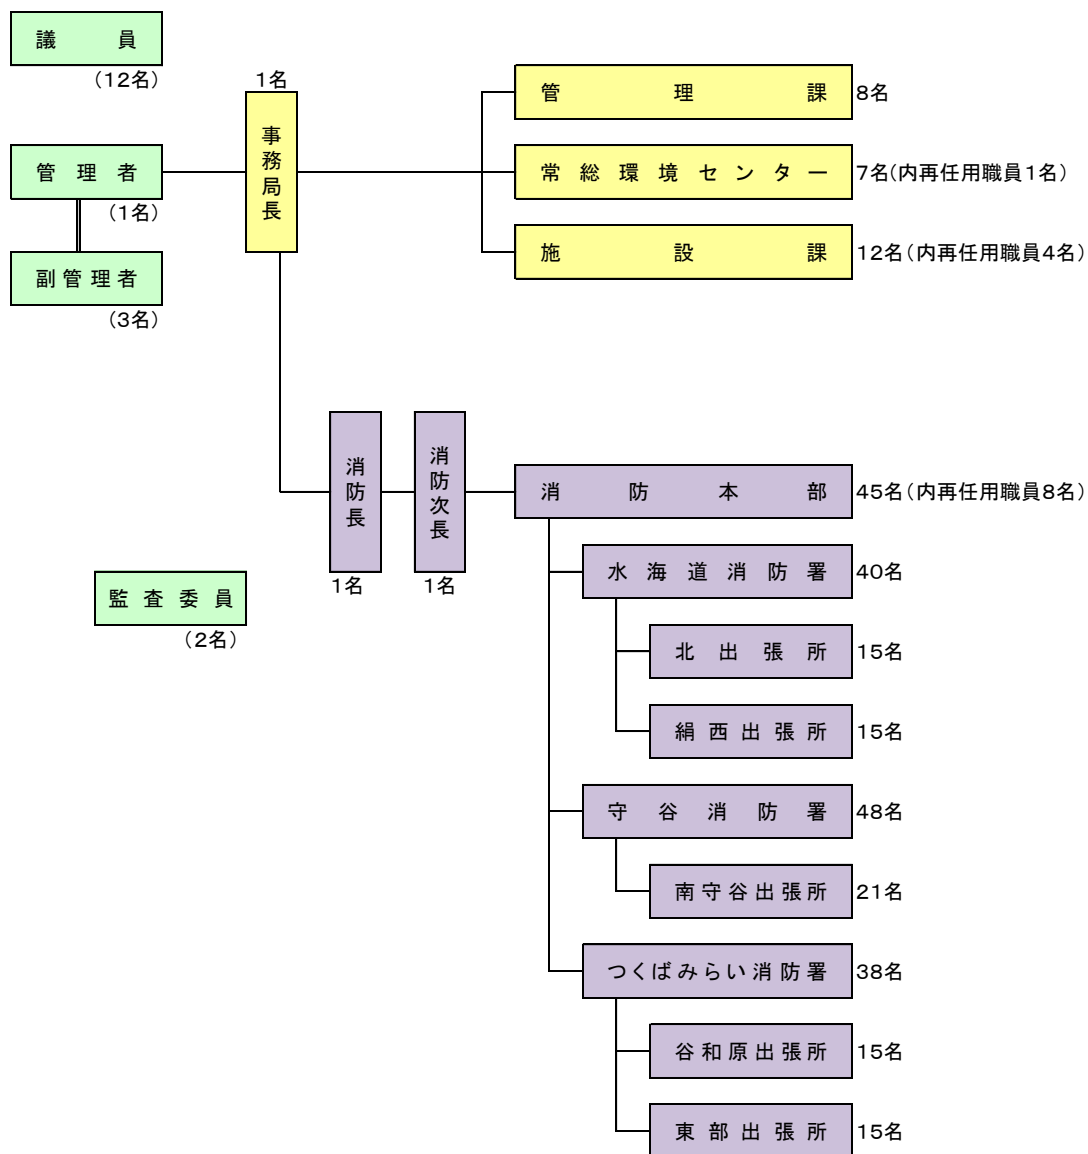 議員
（12名）
1名
管理課 8名
事務局長
管理者
（1名）
常総環境センター 7名（内再任用職員1名）
施設課 12名（内再任用職員4名）
副管理者
（3名）
消防長
1名
消防次長
1名
消防本部 45名（内再任用職員8名）
水海道消防署 40名
監査委員
（2名）
北出張所 15名
絹西出張所 15名
守谷消防署 48名
南守谷出張所 21名
つくばみらい消防署 38名
谷和原出張所 15名
東部出張所 15名